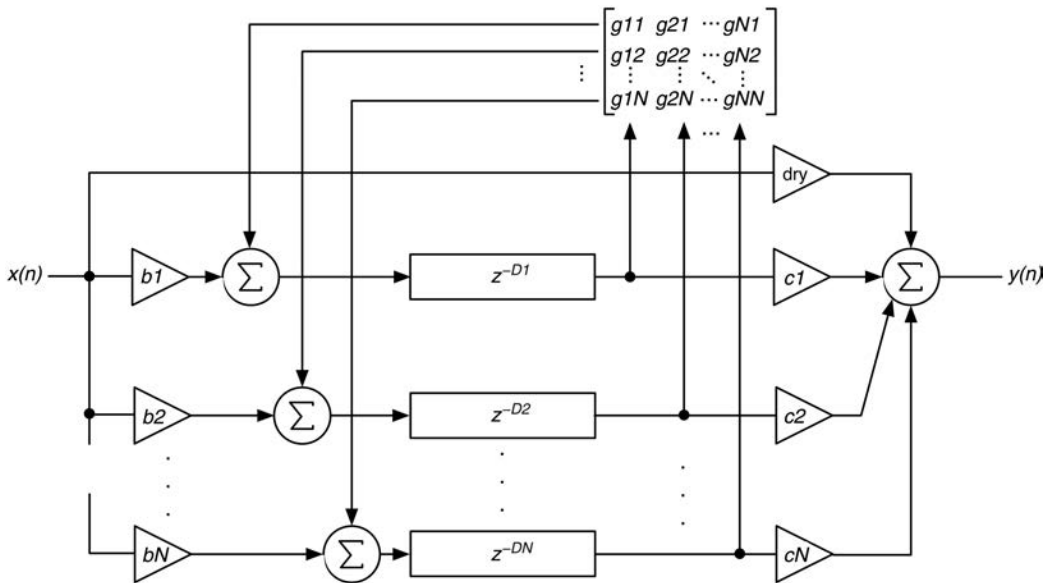 g11 g21 ... gN1
g12 g22 ... gN2
g1N g2N ... gNN
...
dry
x(n) b1 Σ z^-D1 c1 Σ y(n)
b2 Σ z^-D2 c2
bN Σ z^-DN cN